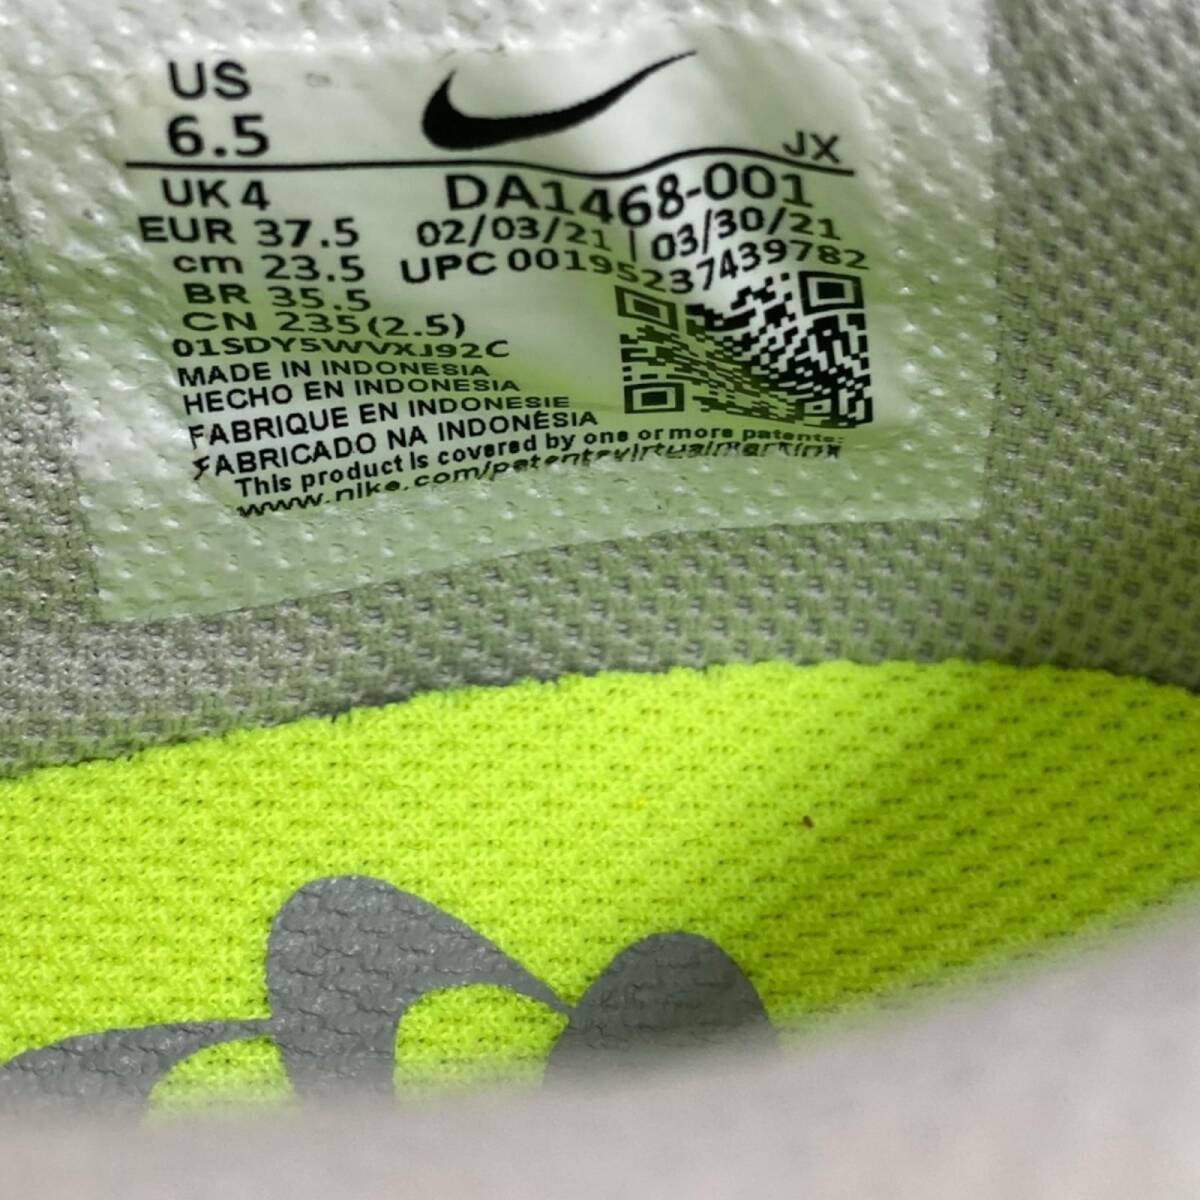 US
6.5
JX
UK 4
DA1468-001
EUR 37.5
02/03/21 | 03/30/21
cm 23.5
UPC 00195237439782
BR 35.5
CN 235(2.5)
01SDY5WVXJ92C
MADE IN INDONESIA
HECHO EN INDONESIA
FABRIQUE EN INDONESIE
FABRICADO NA INDONÉSIA
This product is covered by one or more patents:
www.nike.com/patentsvirtualmarking